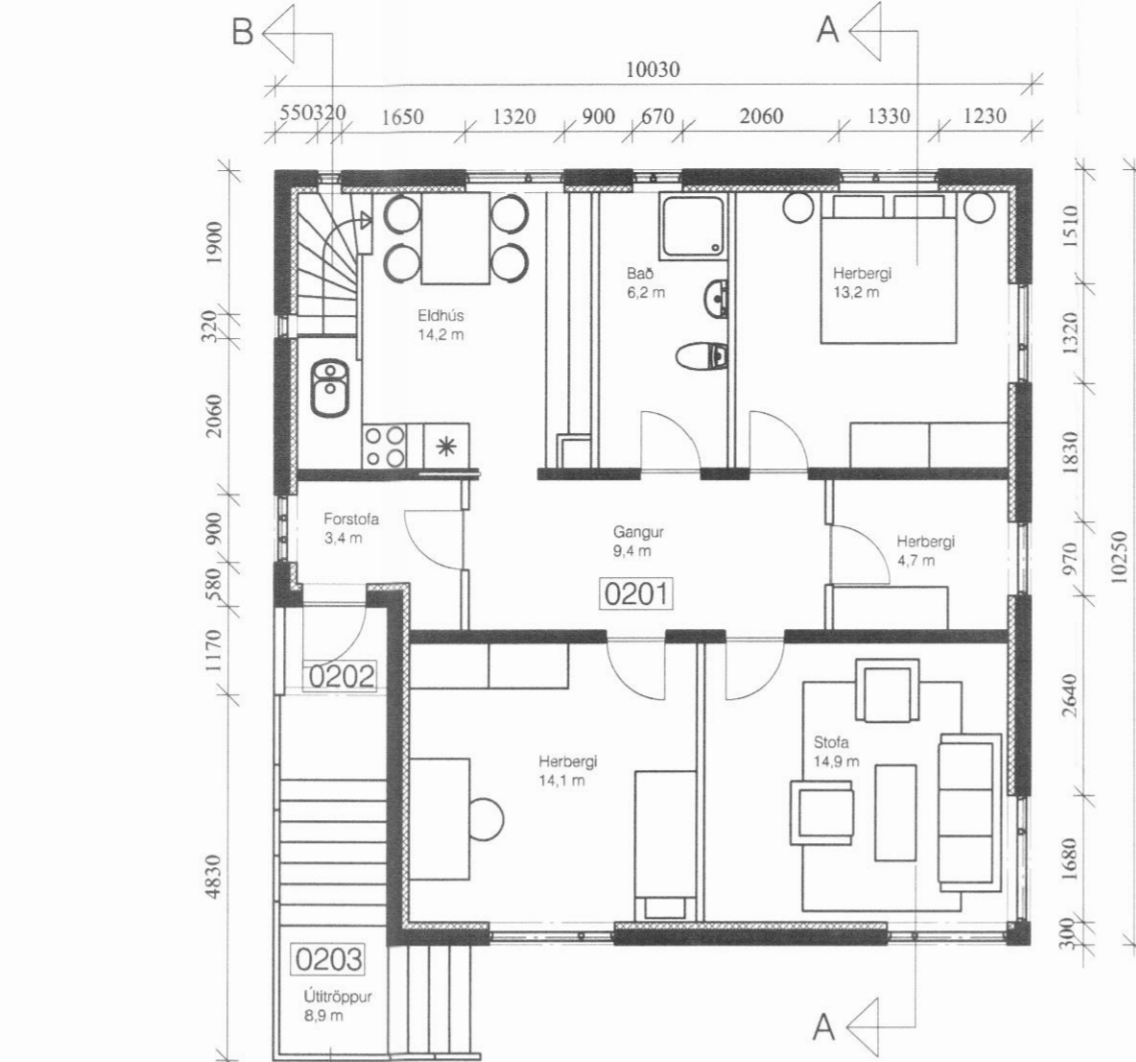 B
A
10030
550
320
1650
1320
900
670
2060
1330
1230
1900
320
2060
900
580
1170
4830
1510
1320
1830
970
2640
1680
300
10250
Eldhús
14,2 m
Bað
6,2 m
Herbergi
13,2 m
Forstofa
3,4 m
Gangur
9,4 m
0201
Herbergi
4,7 m
0202
Herbergi
14,1 m
Stofa
14,9 m
0203
Útitröppur
8,9 m
A